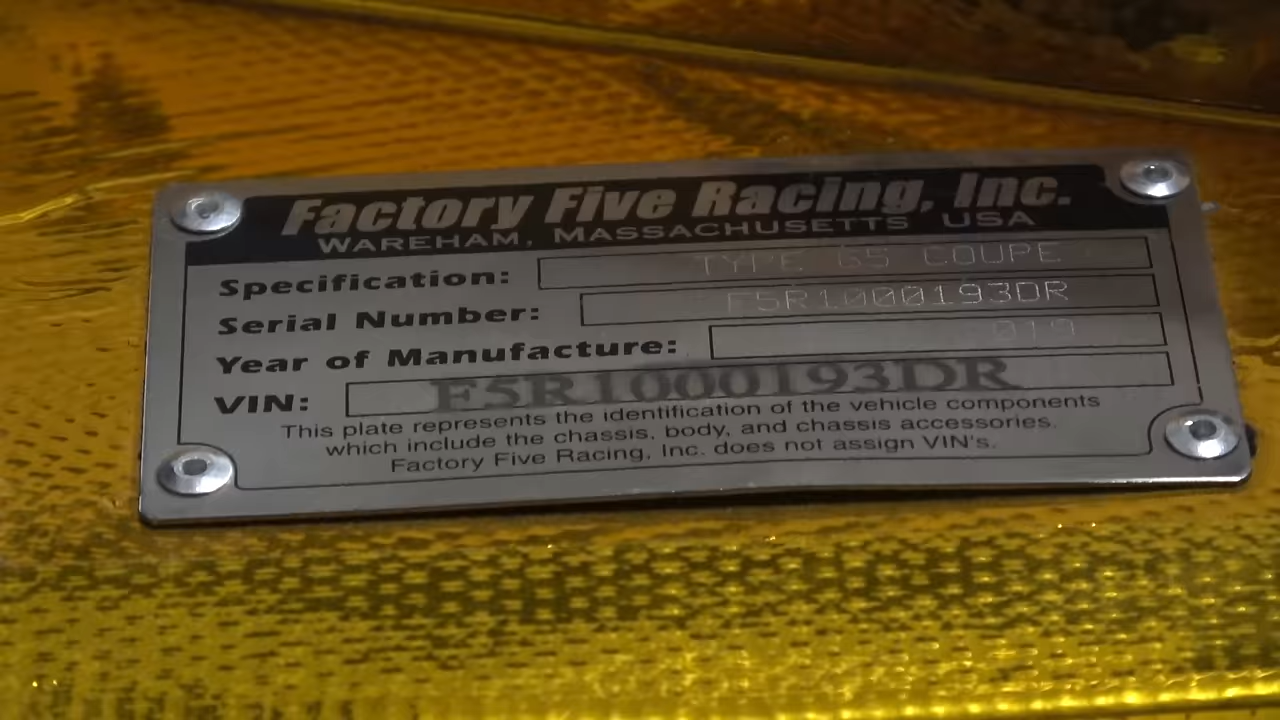 Factory Five Racing, Inc.
WAREHAM, MASSACHUSETTS USA
Specification: TYPE 65 COUPE
Serial Number: F5R1000193DR
Year of Manufacture:
VIN: F5R1000193DR
This plate represents the identification of the vehicle components
which include the chassis, body, and chassis accessories.
Factory Five Racing, Inc. does not assign VIN's.